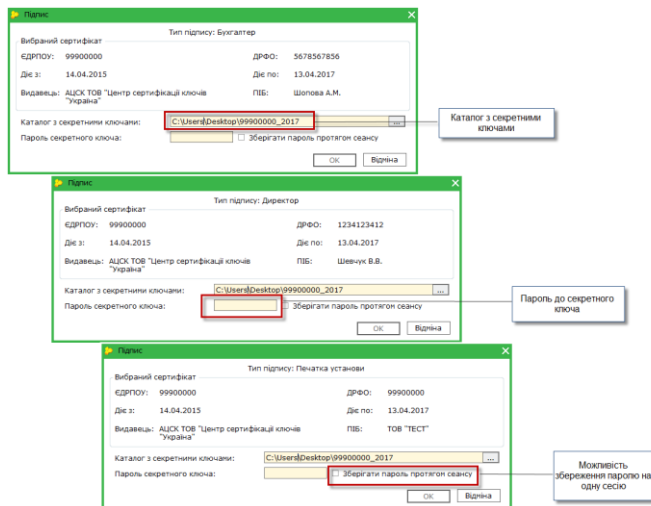 Підпис
Тип підпису: Бухгалтер
Вибраний сертифікат
ЄДРПОУ: 99900000 ДРФО: 5678567856
Діє з: 14.04.2015 Діє по: 13.04.2017
Видавець: АЦСК ТОВ "Центр сертифікації ключів "Україна" ПІБ: Шопова А.М.
Каталог з секретними ключами: C:\Users\Desktop\99900000_2017 ...
Пароль секретного ключа: Зберігати пароль протягом сеансу
OK Відміна
Каталог з секретними
ключами
Підпис
Тип підпису: Директор
Вибраний сертифікат
ЄДРПОУ: 99900000 ДРФО: 1234123412
Діє з: 14.04.2015 Діє по: 13.04.2017
Видавець: АЦСК ТОВ "Центр сертифікації ключів "Україна" ПІБ: Шевчук В.В.
Каталог з секретними ключами: C:\Users\Desktop\99900000_2017 ...
Пароль секретного ключа: Зберігати пароль протягом сеансу
OK Відміна
Пароль до секретного
ключа
Підпис
Тип підпису: Печатка установи
Вибраний сертифікат
ЄДРПОУ: 99900000 ДРФО: 99900000
Діє з: 14.04.2015 Діє по: 13.04.2017
Видавець: АЦСК ТОВ "Центр сертифікації ключів "Україна" ПІБ: ТОВ "ТЕСТ"
Каталог з секретними ключами: C:\Users\Desktop\99900000_2017 ...
Пароль секретного ключа: Зберігати пароль протягом сеансу
OK Відміна
Можливість
збереження паролю на
одну сесію